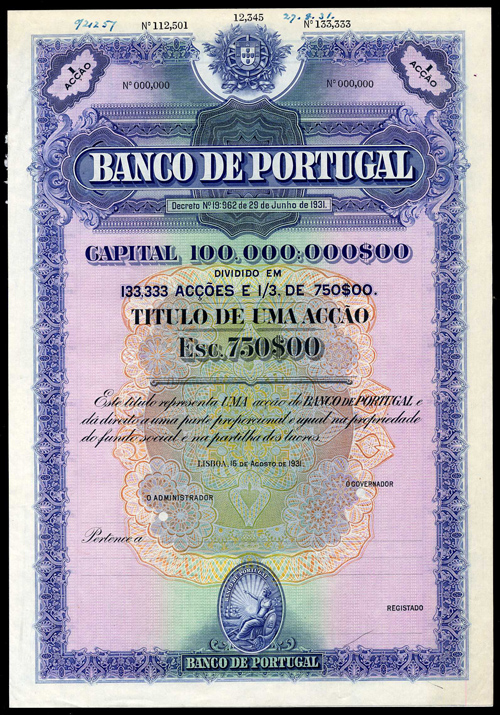 921251
Nº 112,501
12,345
27.8.31.
Nº 133,333
1
ACÇÃO
1
ACÇÃO
Nº 000,000
Nº 000,000
BANCO DE PORTUGAL
Decreto Nº 19:962 de 29 de Junho de 1931.
CAPITAL 100,000:000$00
DIVIDIDO EM
133,333 ACÇÕES E 1/3. DE 750$00.
TITULO DE UMA ACÇÃO
Esc. 750$00
Este titulo representa UMA acção do BANCO DE PORTUGAL e
dá direito a uma parte proporcional e igual na propriedade
do fundo social e na partilha dos lucros.
LISBOA, 16 DE AGOSTO DE 1931.
O GOVERNADOR
O ADMINISTRADOR
Pertence a
BANCO DE PORTUGAL
REGISTADO
BANCO DE PORTUGAL